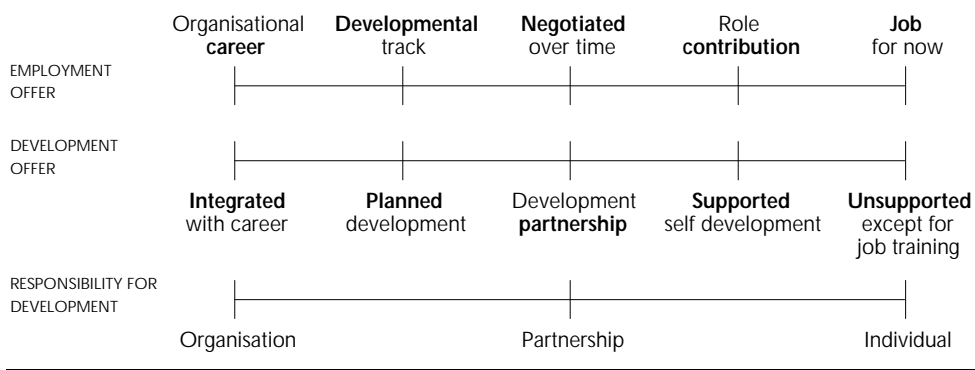 Organisational Developmental Negotiated Role Job
career track over time contribution for now
EMPLOYMENT
OFFER
DEVELOPMENT
OFFER
Integrated Planned Development Supported Unsupported
with career development partnership self development except for
job training
RESPONSIBILITY FOR
DEVELOPMENT
Organisation Partnership Individual